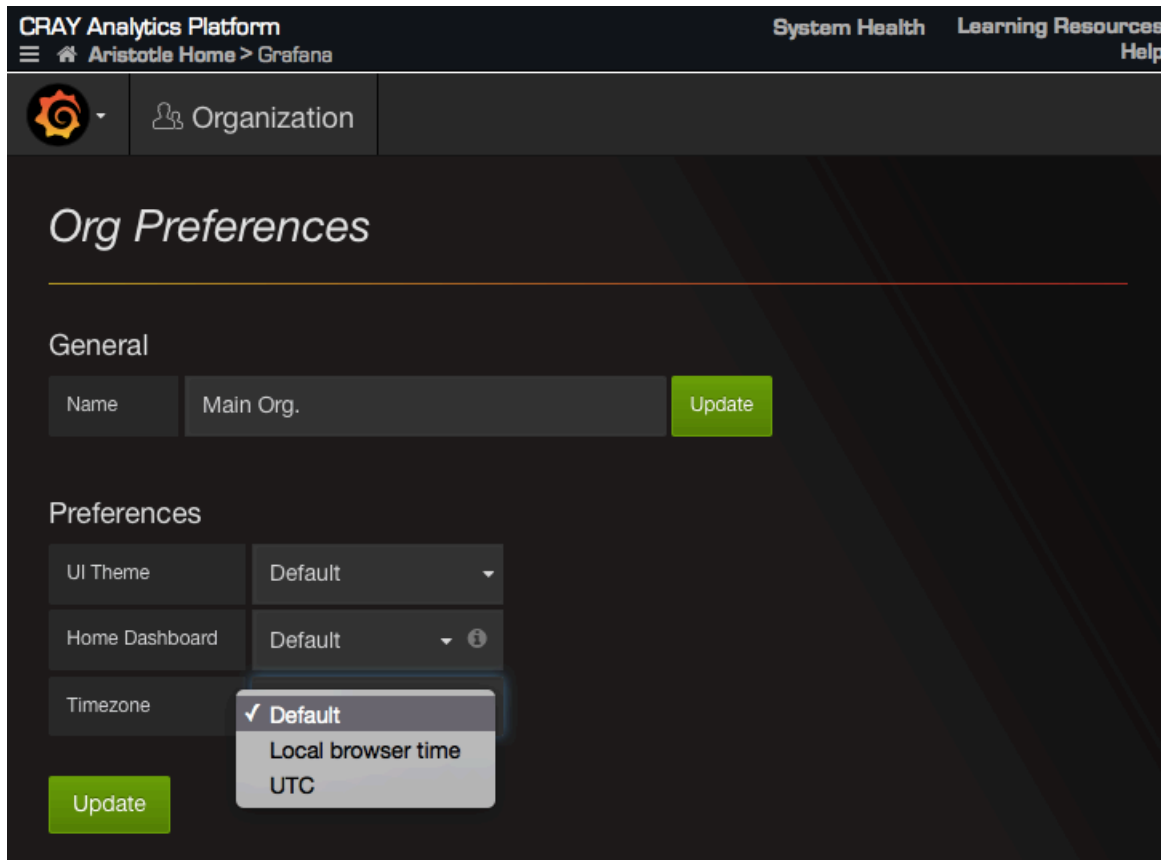 CRAY Analytics Platform
System Health
Learning Resources
Aristotle Home > Grafana
Help
Organization
Org Preferences
General
Name
Main Org.
Update
Preferences
UI Theme
Default
Home Dashboard
Default
Timezone
✓ Default
Local browser time
UTC
Update